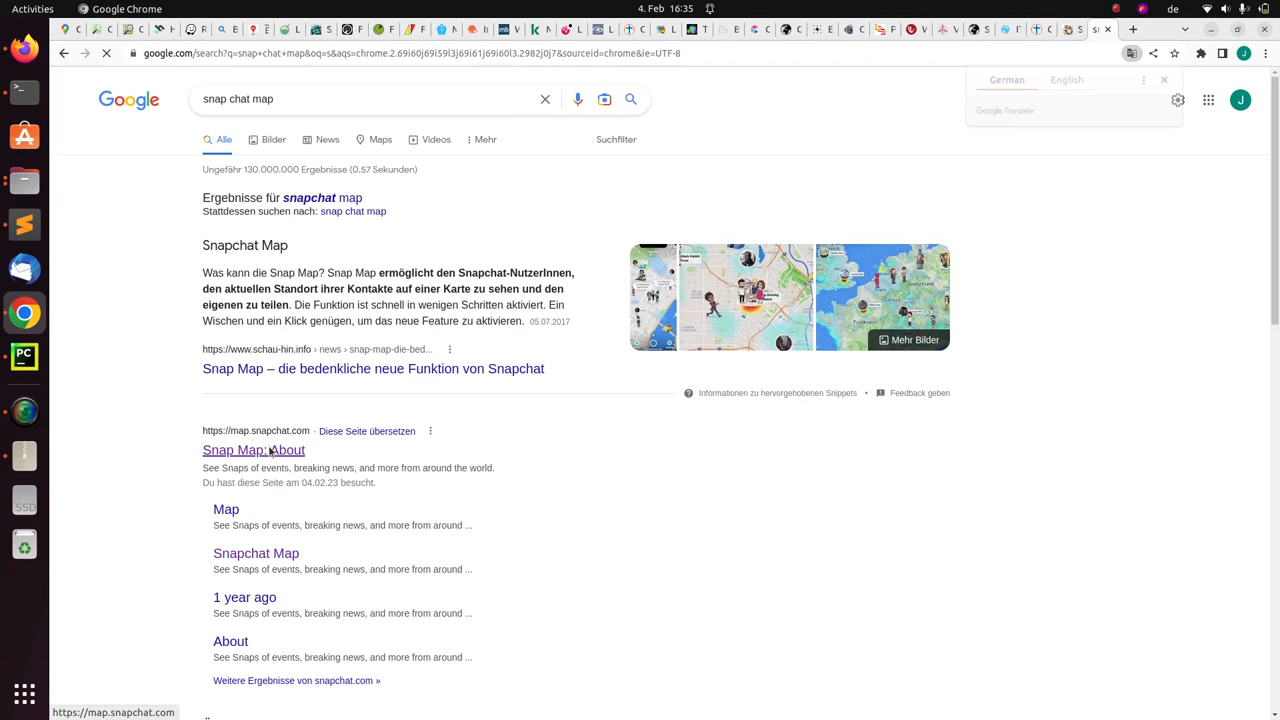 Activities
Google Chrome
4. Feb 16:35
google.com/search?q=snap+chat+map&oq=s&aqs=chrome.2.69i60j69i59l3j69i61j69i60l3.2982j0j7&sourceid=chrome&ie=UTF-8
J
German
English
Google Translate
Google
snap chat map
J
Alle
Bilder
News
Maps
Videos
Mehr
Suchfilter
Ungefähr 130.000.000 Ergebnisse (0,57 Sekunden)
Ergebnisse für snapchat map
Stattdessen suchen nach: snap chat map
Snapchat Map
Was kann die Snap Map? Snap Map ermöglicht den Snapchat-NutzerInnen,
den aktuellen Standort ihrer Kontakte auf einer Karte zu sehen und den
eigenen zu teilen. Die Funktion ist schnell in wenigen Schritten aktiviert. Ein
Wischen und ein Klick genügen, um das neue Feature zu aktivieren. 05.07.2017
Mehr Bilder
https://www.schau-hin.info › news › snap-map-die-bed...
Snap Map – die bedenkliche neue Funktion von Snapchat
Informationen zu hervorgehobenen Snippets • Feedback geben
https://map.snapchat.com · Diese Seite übersetzen
Snap Map: About
See Snaps of events, breaking news, and more from around the world.
Du hast diese Seite am 04.02.23 besucht.
Map
See Snaps of events, breaking news, and more from around ...
Snapchat Map
See Snaps of events, breaking news, and more from around ...
1 year ago
See Snaps of events, breaking news, and more from around ...
About
See Snaps of events, breaking news, and more from around ...
Weitere Ergebnisse von snapchat.com »
https://map.snapchat.com
PC
SSD